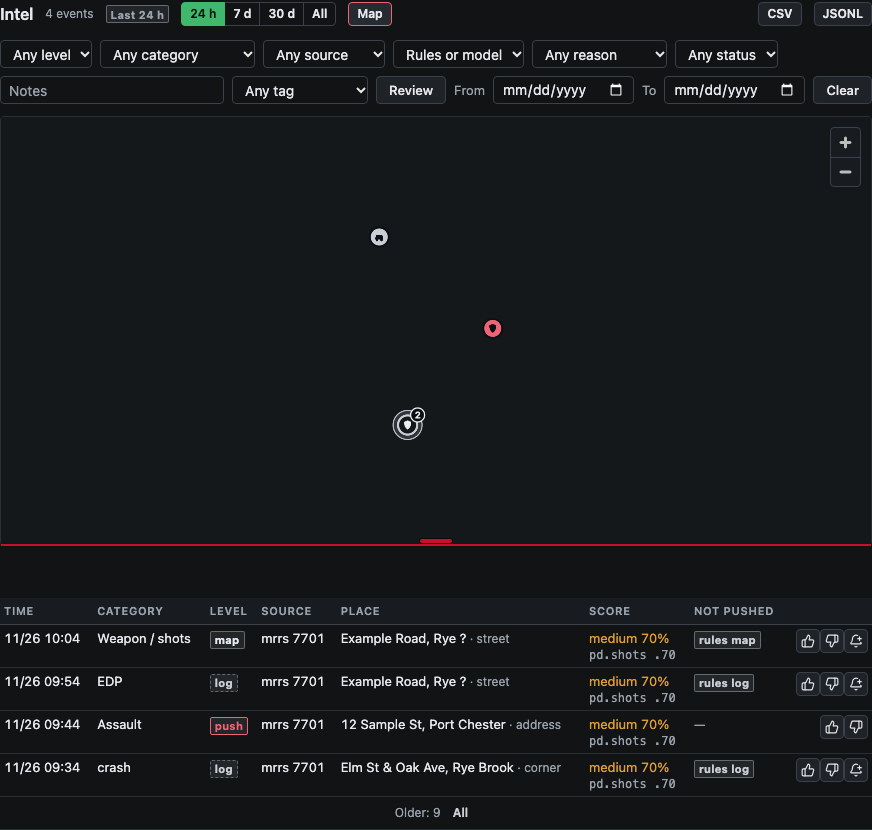 Intel 4 events Last 24 h 24 h 7 d 30 d All Map CSV JSONL
Any level Any category Any source Rules or model Any reason Any status
Notes Any tag Review From mm/dd/yyyy To mm/dd/yyyy Clear
+
−
2
TIME CATEGORY LEVEL SOURCE PLACE SCORE NOT PUSHED
11/26 10:04 Weapon / shots map mrrs 7701 Example Road, Rye ? · street medium 70% rules map
pd.shots .70
11/26 09:54 EDP log mrrs 7701 Example Road, Rye ? · street medium 70% rules log
pd.shots .70
11/26 09:44 Assault push mrrs 7701 12 Sample St, Port Chester · address medium 70% —
pd.shots .70
11/26 09:34 crash log mrrs 7701 Elm St & Oak Ave, Rye Brook · corner medium 70% rules log
pd.shots .70
Older: 9 All